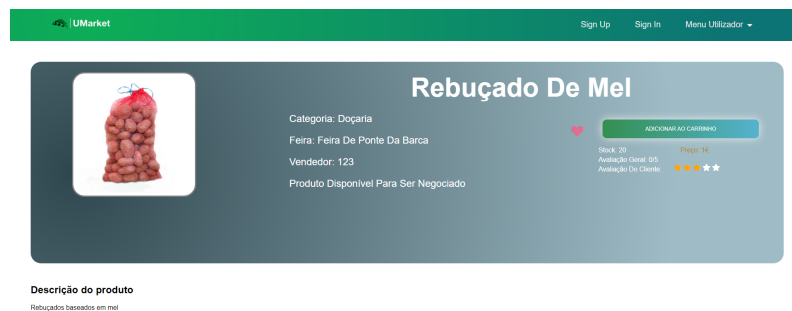 UMarket
Sign Up
Sign In
Menu Utilizador
Rebuçado De Mel
Categoria: Doçaria
Feira: Feira De Ponte Da Barca
Vendedor: 123
Produto Disponível Para Ser Negociado
ADICIONAR AO CARRINHO
Stock: 20
Preço: 1€
Avaliação Geral: 0/5
Avaliação Do Cliente:
Descrição do produto
Rebuçados baseados em mel